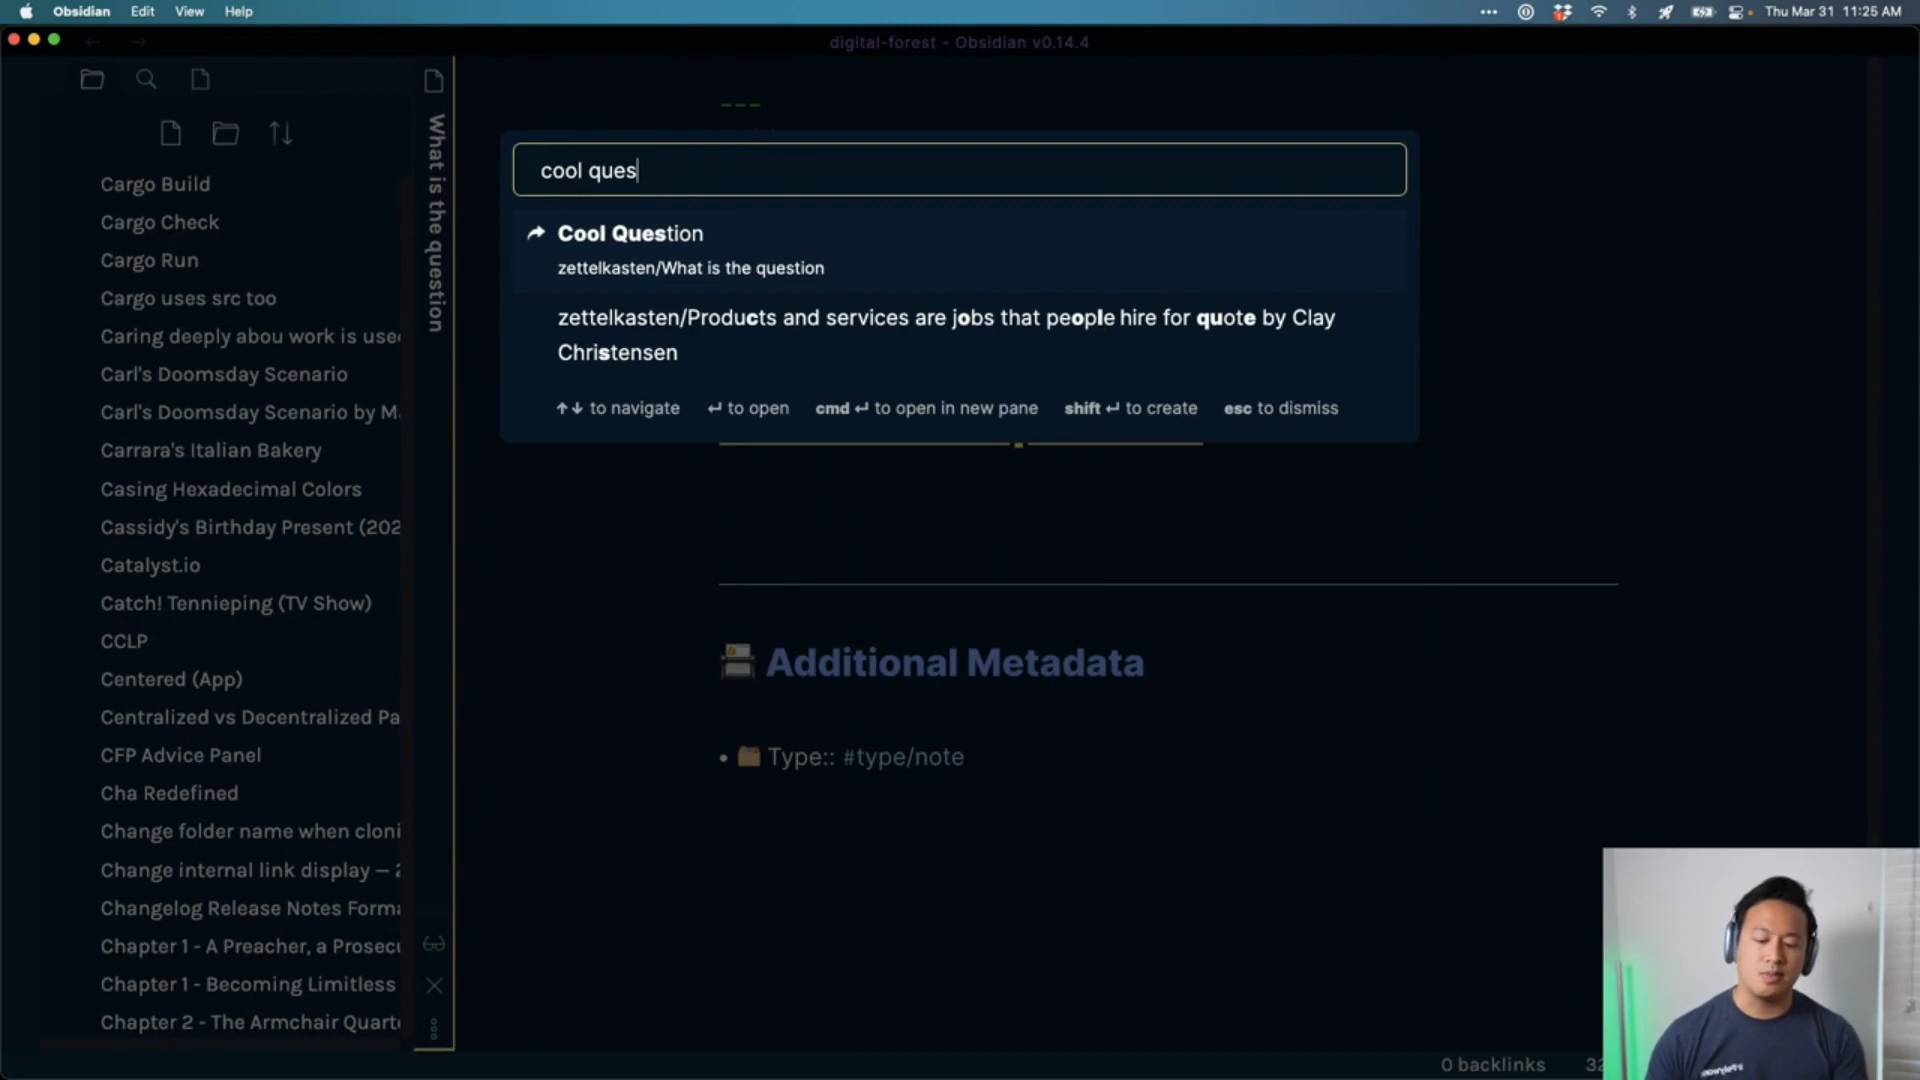 Obsidian Edit View Help
Thu Mar 31 11:25 AM
digital-forest - Obsidian v0.14.4
Cargo Build
Cargo Check
Cargo Run
Cargo uses src too
Caring deeply abou work is use
Carl's Doomsday Scenario
Carl's Doomsday Scenario by M
Carrara's Italian Bakery
Casing Hexadecimal Colors
Cassidy's Birthday Present (202
Catalyst.io
Catch! Tennieping (TV Show)
CCLP
Centered (App)
Centralized vs Decentralized Pa
CFP Advice Panel
Cha Redefined
Change folder name when cloni
Change internal link display – 2
Changelog Release Notes Forma
Chapter 1 - A Preacher, a Prosec
Chapter 1 - Becoming Limitless
Chapter 2 - The Armchair Quart
What is the question
---
cool ques
Cool Question
zettelkasten/What is the question
zettelkasten/Products and services are jobs that people hire for quote by Clay
Christensen
↑↓ to navigate ↵ to open cmd ↵ to open in new pane shift ↵ to create esc to dismiss
Additional Metadata
• Type:: #type/note
0 backlinks 32